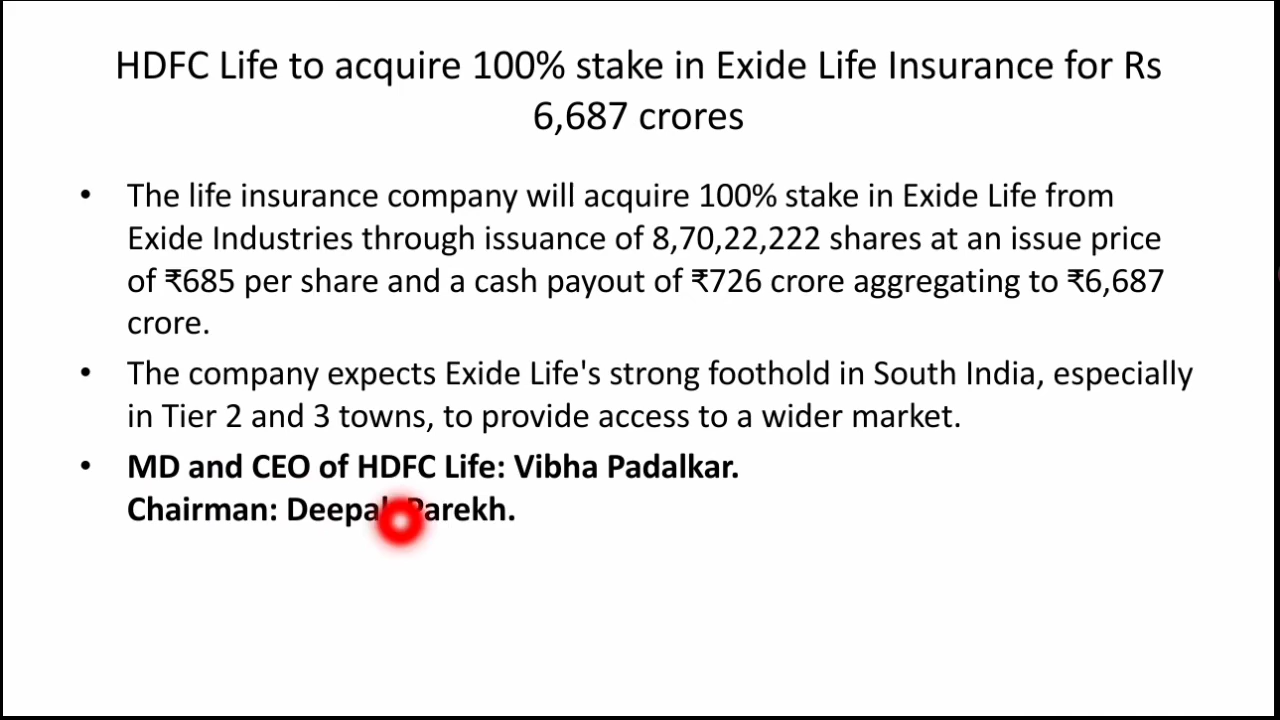 HDFC Life to acquire 100% stake in Exide Life Insurance for Rs
6,687 crores
• The life insurance company will acquire 100% stake in Exide Life from
Exide Industries through issuance of 8,70,22,222 shares at an issue price
of ₹685 per share and a cash payout of ₹726 crore aggregating to ₹6,687
crore.
• The company expects Exide Life's strong foothold in South India, especially
in Tier 2 and 3 towns, to provide access to a wider market.
• MD and CEO of HDFC Life: Vibha Padalkar.
Chairman: Deepak Parekh.